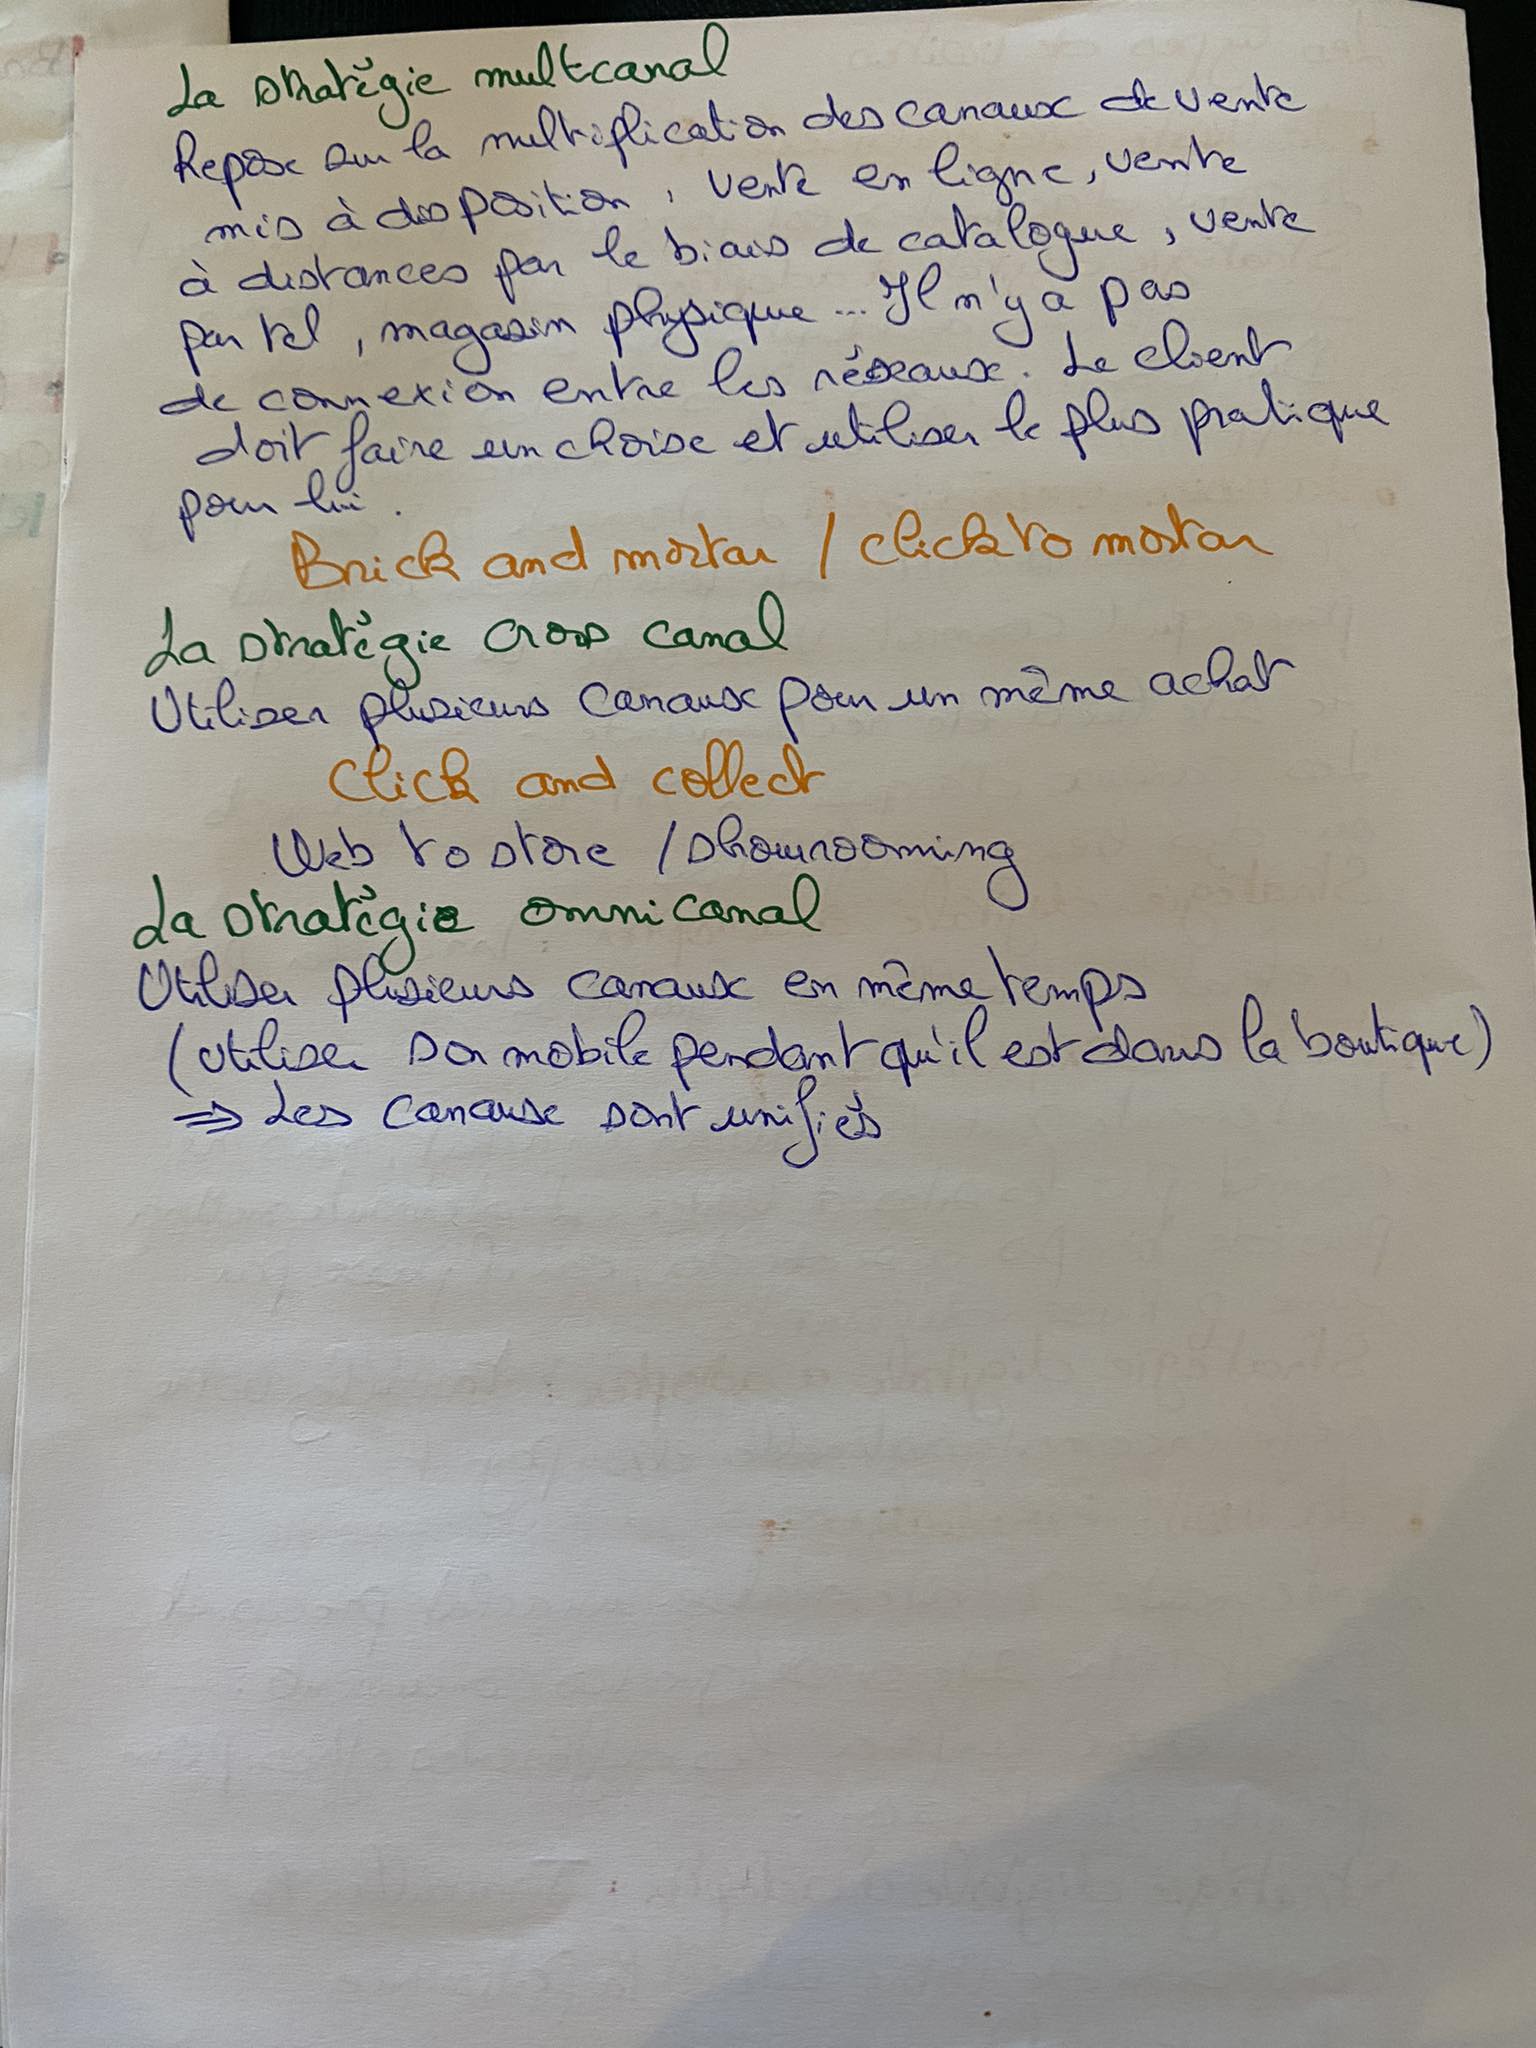 La stratégie multcanal
Repose sur la multiplication des canaux de vente
mis à disposition, vente en ligne, vente
à distances par le biais de catalogue, vente
par tel, magasin physique... Il n'y a pas
de connexion entre les réseaux. Le client
doit faire un choise et utiliser le plus pratique
pour lui.
Brick and mortar / click to mortar
La stratégie cross canal
Utiliser plusieurs canaux pour un même achat
Click and collect
Web to store / showrooming
La stratégie omnicanal
Utiliser plusieurs canaux en même temps
(utiliser son mobile pendant qu'il est dans la boutique)
⇒ Les canaux sont unifiés